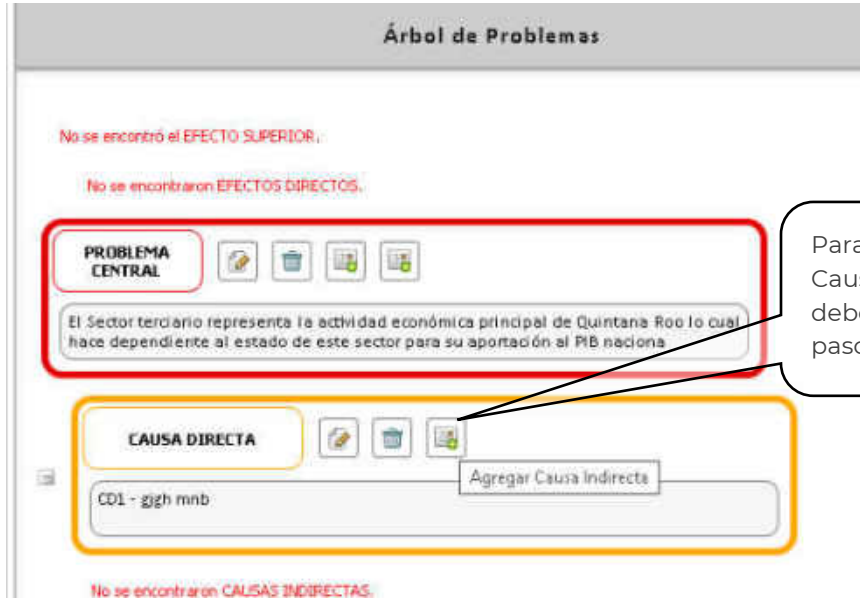 Árbol de Problemas
No se encontró el EFECTO SUPERIOR.
No se encontraron EFECTOS DIRECTOS.
PROBLEMA
CENTRAL
El Sector terciario representa la actividad económica principal de Quintana Roo lo cual
hace dependiente al estado de este sector para su aportación al PIB naciona
Para
Caus
debe
paso
CAUSA DIRECTA
Agregar Causa Indirecta
CD1 - gjgh mnb
No se encontraron CAUSAS INDIRECTAS.